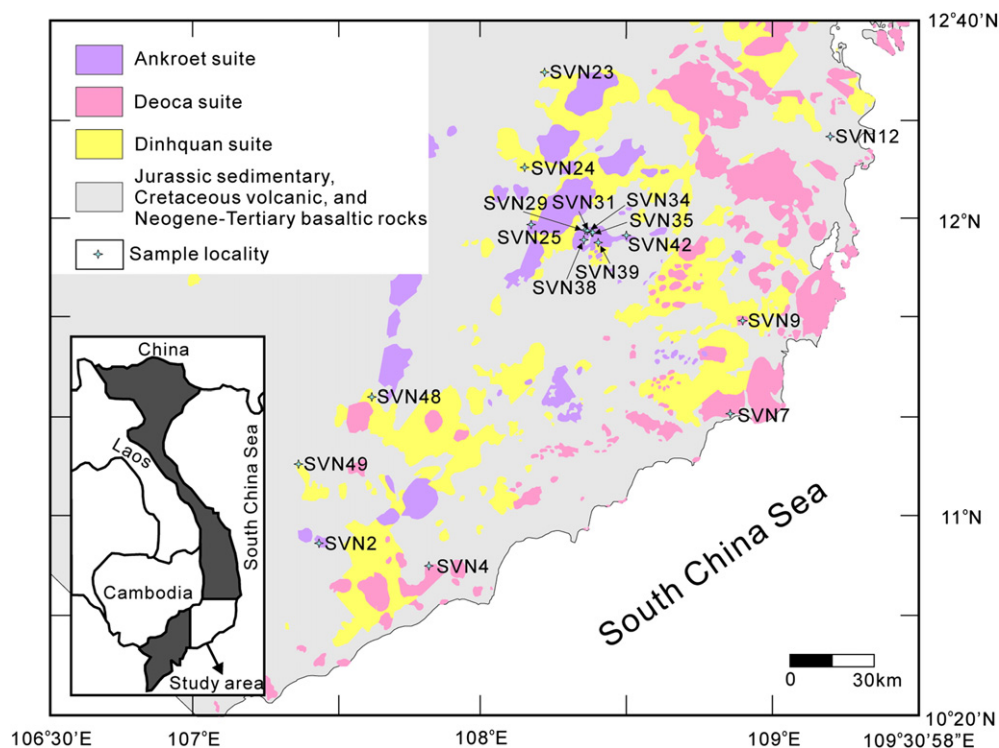 12°40′N
Ankroet suite
Deoca suite
Dinhquan suite
Jurassic sedimentary,
Cretaceous volcanic, and
Neogene-Tertiary basaltic rocks
Sample locality
SVN23
SVN12
SVN24
SVN29
SVN31
SVN34
SVN35
12°N
SVN25
SVN42
SVN39
SVN38
SVN9
SVN48
SVN7
SVN49
11°N
SVN2
SVN4
China
Laos
South China Sea
Cambodia
Study area
South China Sea
0 30km
10°20′N
106°30′E
107°E
108°E
109°E
109°30′58″E